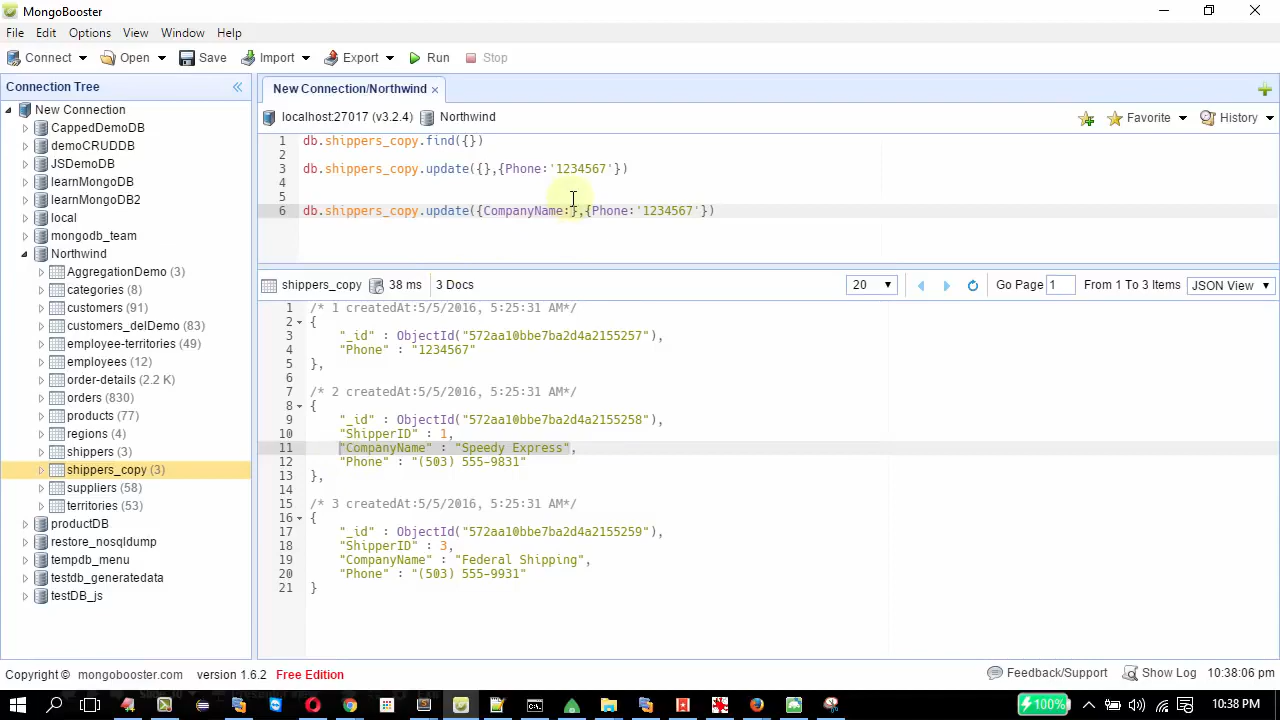 MongoBooster
File Edit Options View Window Help
Connect Open Save Import Export Run Stop
Connection Tree
New Connection
CappedDemoDB
demoCRUDDB
JSDemoDB
learnMongoDB
learnMongoDB2
local
mongodb_team
Northwind
AggregationDemo (3)
categories (8)
customers (91)
customers_delDemo (83)
employee-territories (49)
employees (12)
order-details (2.2 K)
orders (830)
products (77)
regions (4)
shippers (3)
shippers_copy (3)
suppliers (58)
territories (53)
productDB
restore_nosqldump
tempdb_menu
testdb_generatedata
testDB_js
New Connection/Northwind
localhost:27017 (v3.2.4) Northwind
Favorite History
1 db.shippers_copy.find({})
2
3 db.shippers_copy.update({},{Phone:'1234567'})
4
5
6 db.shippers_copy.update({CompanyName:},{Phone:'1234567'})
shippers_copy 38 ms 3 Docs 20 Go Page 1 From 1 To 3 Items JSON View
1 /* 1 createdAt:5/5/2016, 5:25:31 AM*/
2 {
3 "_id" : ObjectId("572aa10bbe7ba2d4a2155257"),
4 "Phone" : "1234567"
5 },
6
7 /* 2 createdAt:5/5/2016, 5:25:31 AM*/
8 {
9 "_id" : ObjectId("572aa10bbe7ba2d4a2155258"),
10 "ShipperID" : 1,
11 "CompanyName" : "Speedy Express",
12 "Phone" : "(503) 555-9831"
13 },
14
15 /* 3 createdAt:5/5/2016, 5:25:31 AM*/
16 {
17 "_id" : ObjectId("572aa10bbe7ba2d4a2155259"),
18 "ShipperID" : 3,
19 "CompanyName" : "Federal Shipping",
20 "Phone" : "(503) 555-9931"
21 }
Copyright © mongobooster.com version 1.6.2 Free Edition Feedback/Support Show Log 10:38:06 pm
100% 10:38 PM